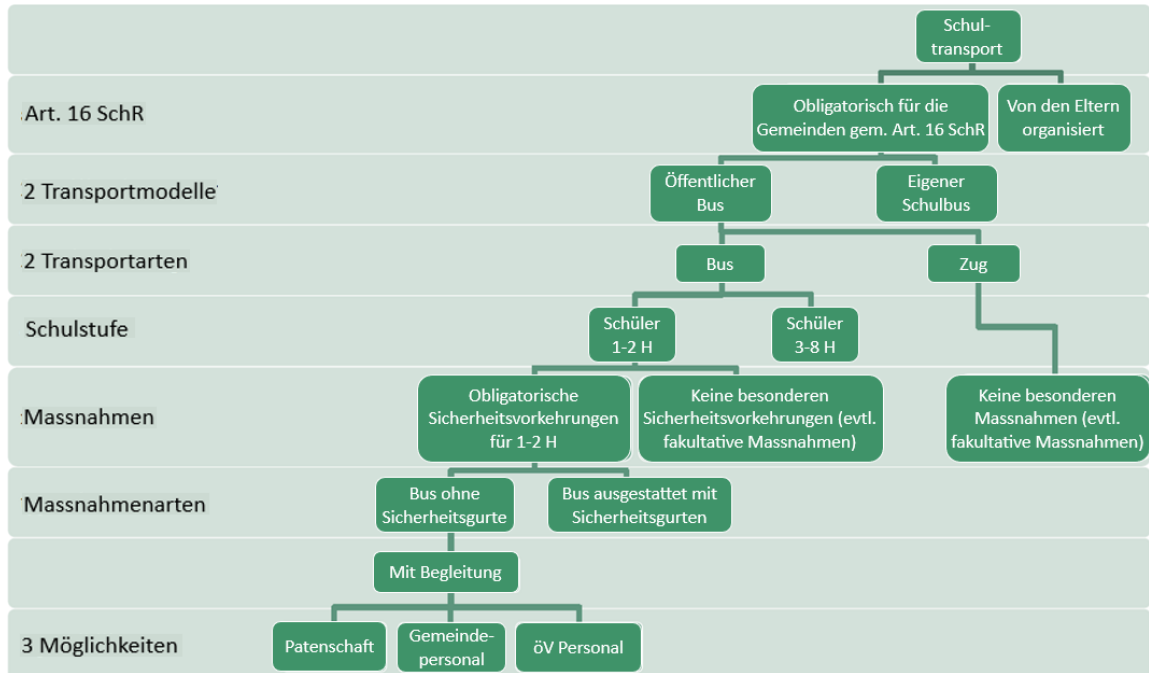 Schul-
transport
Art. 16 SchR
Obligatorisch für die
Gemeinden gem. Art. 16 SchR
Von den Eltern
organisiert
2 Transportmodelle
Öffentlicher
Bus
Eigener
Schulbus
2 Transportarten
Bus
Zug
Schulstufe
Schüler
1-2 H
Schüler
3-8 H
Massnahmen
Obligatorische
Sicherheitsvorkehrungen
für 1-2 H
Keine besonderen
Sicherheitsvorkehrungen (evtl.
fakultative Massnahmen)
Keine besonderen
Massnahmen (evtl.
fakultative Massnahmen)
Massnahmenarten
Bus ohne
Sicherheitsgurte
Bus ausgestattet mit
Sicherheitsgurten
Mit Begleitung
3 Möglichkeiten
Patenschaft
Gemeinde-
personal
öV Personal